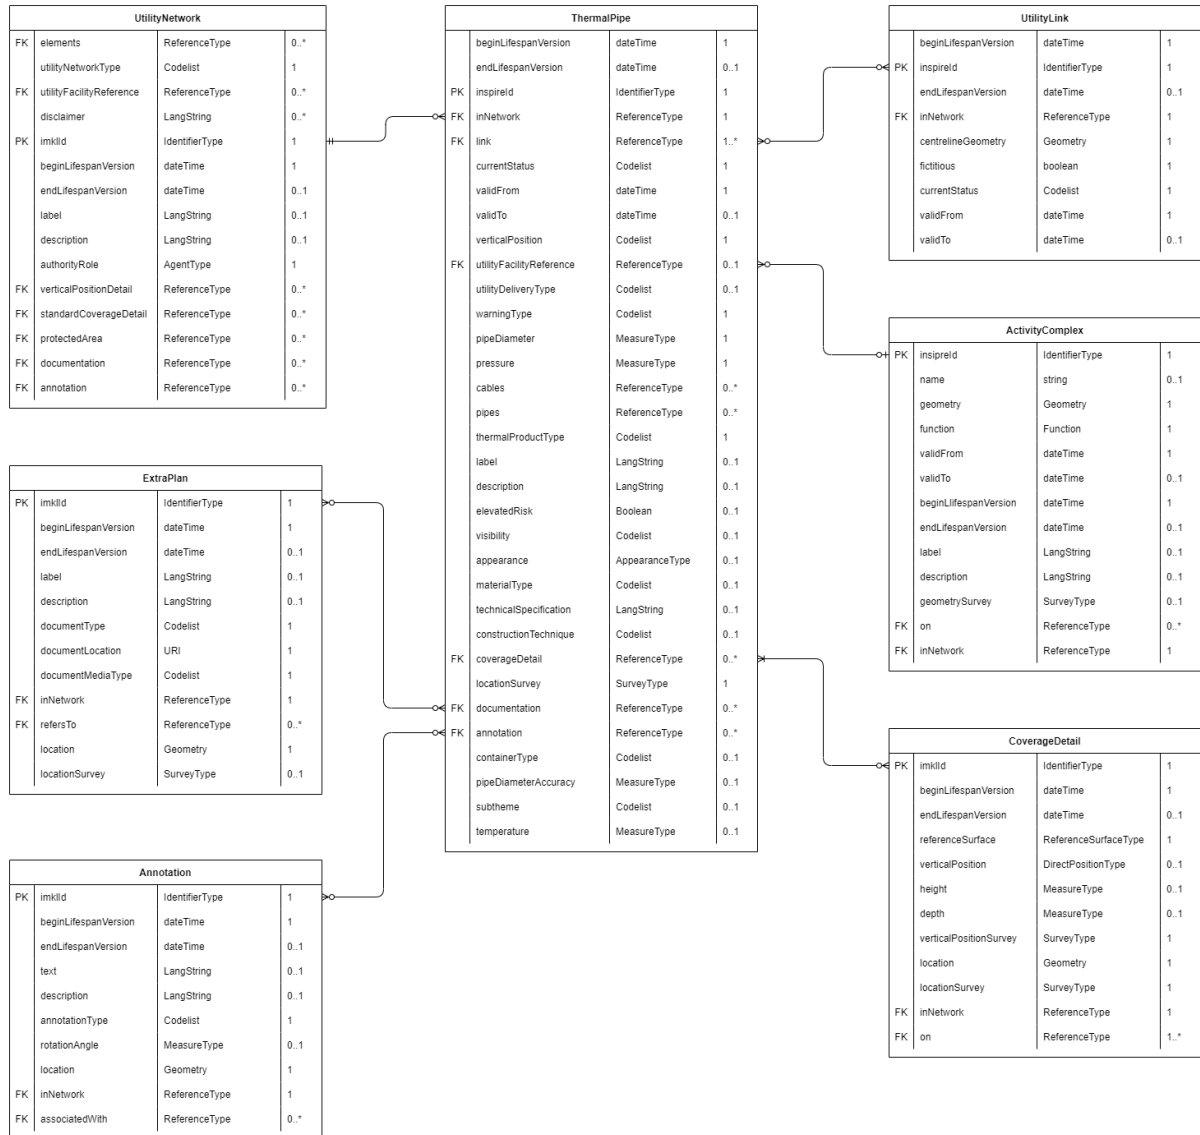 UtilityNetwork
FK elements ReferenceType 0..*
utilityNetworkType Codelist 1
FK utilityFacilityReference ReferenceType 0..*
disclaimer LangString 0..*
PK imklId IdentifierType 1
beginLifespanVersion dateTime 1
endLifespanVersion dateTime 0..1
label LangString 0..1
description LangString 0..1
authorityRole AgentType 1
FK verticalPositionDetail ReferenceType 0..*
FK standardCoverageDetail ReferenceType 0..*
FK protectedArea ReferenceType 0..*
FK documentation ReferenceType 0..*
FK annotation ReferenceType 0..*
ExtraPlan
PK imklId IdentifierType 1
beginLifespanVersion dateTime 1
endLifespanVersion dateTime 0..1
label LangString 0..1
description LangString 0..1
documentType Codelist 1
documentLocation URI 1
documentMediaType Codelist 1
FK inNetwork ReferenceType 1
FK refersTo ReferenceType 0..*
location Geometry 1
locationSurvey SurveyType 0..1
Annotation
PK imklId IdentifierType 1
beginLifespanVersion dateTime 1
endLifespanVersion dateTime 0..1
text LangString 0..1
description LangString 0..1
annotationType Codelist 1
rotationAngle MeasureType 0..1
location Geometry 1
FK inNetwork ReferenceType 1
FK associatedWith ReferenceType 0..*
ThermalPipe
beginLifespanVersion dateTime 1
endLifespanVersion dateTime 0..1
PK inspireId IdentifierType 1
FK inNetwork ReferenceType 1
FK link ReferenceType 1..*
currentStatus Codelist 1
validFrom dateTime 1
validTo dateTime 0..1
verticalPosition Codelist 1
FK utilityFacilityReference ReferenceType 0..1
utilityDeliveryType Codelist 0..1
warningType Codelist 1
pipeDiameter MeasureType 1
pressure MeasureType 1
cables ReferenceType 0..*
pipes ReferenceType 0..*
thermalProductType Codelist 1
label LangString 0..1
description LangString 0..1
elevatedRisk Boolean 0..1
visibility Codelist 0..1
appearance AppearanceType 0..1
materialType Codelist 0..1
technicalSpecification LangString 0..1
constructionTechnique Codelist 0..1
FK coverageDetail ReferenceType 0..*
locationSurvey SurveyType 1
FK documentation ReferenceType 0..*
FK annotation ReferenceType 0..*
containerType Codelist 0..1
pipeDiameterAccuracy MeasureType 0..1
subtheme Codelist 0..1
temperature MeasureType 0..1
UtilityLink
beginLifespanVersion dateTime 1
PK inspireId IdentifierType 1
endLifespanVersion dateTime 0..1
FK inNetwork ReferenceType 1
centrelineGeometry Geometry 1
fictitious boolean 1
currentStatus Codelist 1
validFrom dateTime 1
validTo dateTime 0..1
ActivityComplex
PK insipreId IdentifierType 1
name string 0..1
geometry Geometry 1
function Function 1
validFrom dateTime 1
validTo dateTime 0..1
beginLlifespanVersion dateTime 1
endLifespanVersion dateTime 0..1
label LangString 0..1
description LangString 0..1
geometrySurvey SurveyType 0..1
FK on ReferenceType 0..*
FK inNetwork ReferenceType 1
CoverageDetail
PK imklId IdentifierType 1
beginLifespanVersion dateTime 1
endLifespanVersion dateTime 0..1
referenceSurface ReferenceSurfaceType 1
verticalPosition DirectPositionType 0..1
height MeasureType 0..1
depth MeasureType 0..1
verticalPositionSurvey SurveyType 1
location Geometry 1
locationSurvey SurveyType 1
FK inNetwork ReferenceType 1
FK on ReferenceType 1..*